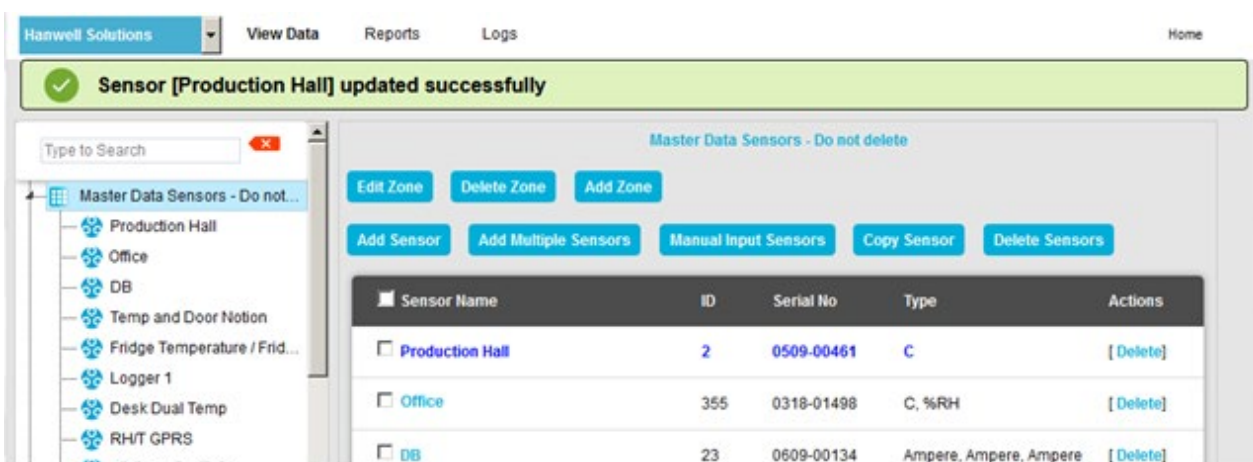 Hanwell Solutions View Data Reports Logs Home
Sensor [Production Hall] updated successfully
Type to Search
Master Data Sensors - Do not...
Production Hall
Office
DB
Temp and Door Notion
Fridge Temperature / Frid...
Logger 1
Desk Dual Temp
RH/T GPRS
Master Data Sensors - Do not delete
Edit Zone Delete Zone Add Zone
Add Sensor Add Multiple Sensors Manual Input Sensors Copy Sensor Delete Sensors
Sensor Name ID Serial No Type Actions
Production Hall 2 0509-00461 C [ Delete]
Office 355 0318-01498 C, %RH [ Delete]
DB 23 0609-00134 Ampere, Ampere, Ampere [ Delete]